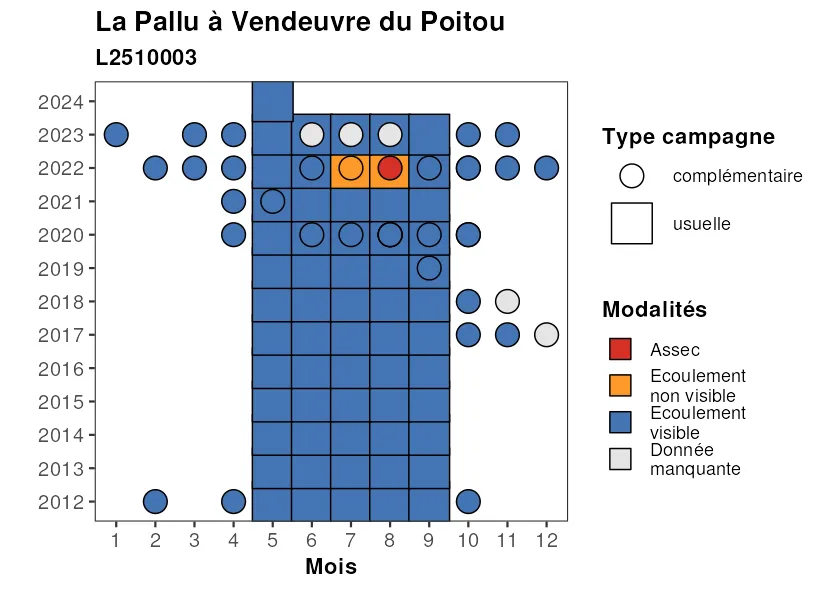 La Pallu à Vendeuvre du Poitou
L2510003
2024
2023
2022
2021
2020
2019
2018
2017
2016
2015
2014
2013
2012
1 2 3 4 5 6 7 8 9 10 11 12
Mois
Type campagne
complémentaire
usuelle
Modalités
Assec
Ecoulement
non visible
Ecoulement
visible
Donnée
manquante